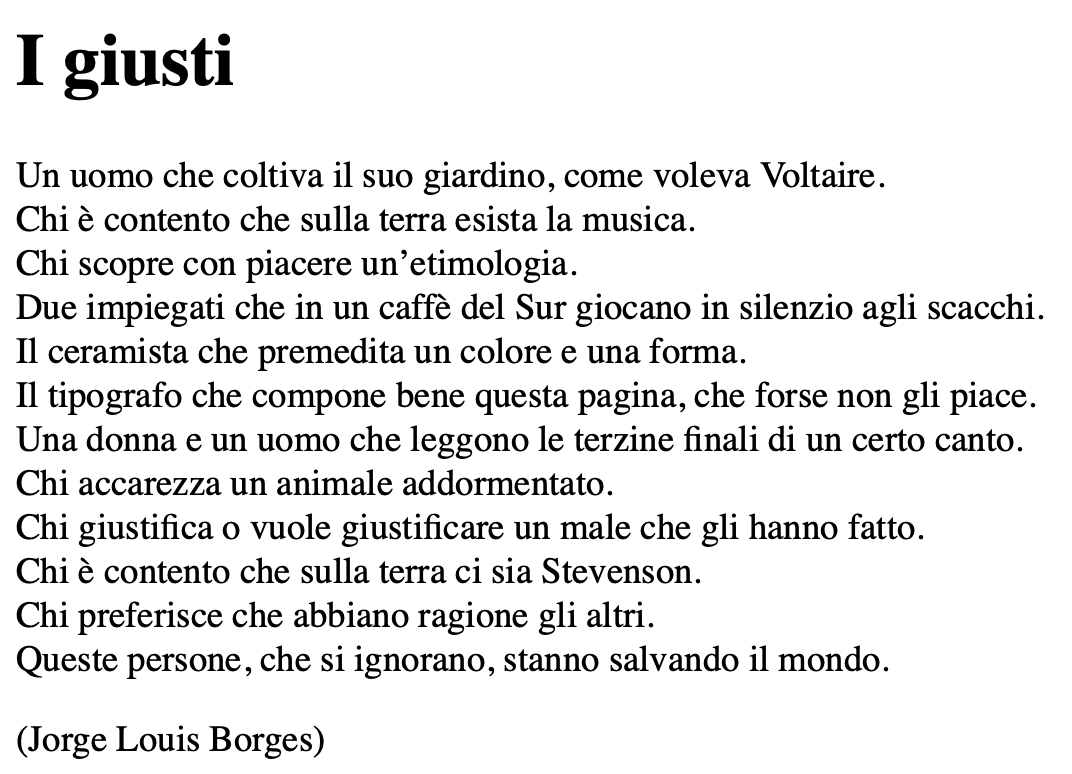 I giusti
Un uomo che coltiva il suo giardino, come voleva Voltaire.
Chi è contento che sulla terra esista la musica.
Chi scopre con piacere un’etimologia.
Due impiegati che in un caffè del Sur giocano in silenzio agli scacchi.
Il ceramista che premedita un colore e una forma.
Il tipografo che compone bene questa pagina, che forse non gli piace.
Una donna e un uomo che leggono le terzine finali di un certo canto.
Chi accarezza un animale addormentato.
Chi giustifica o vuole giustificare un male che gli hanno fatto.
Chi è contento che sulla terra ci sia Stevenson.
Chi preferisce che abbiano ragione gli altri.
Queste persone, che si ignorano, stanno salvando il mondo.
(Jorge Louis Borges)